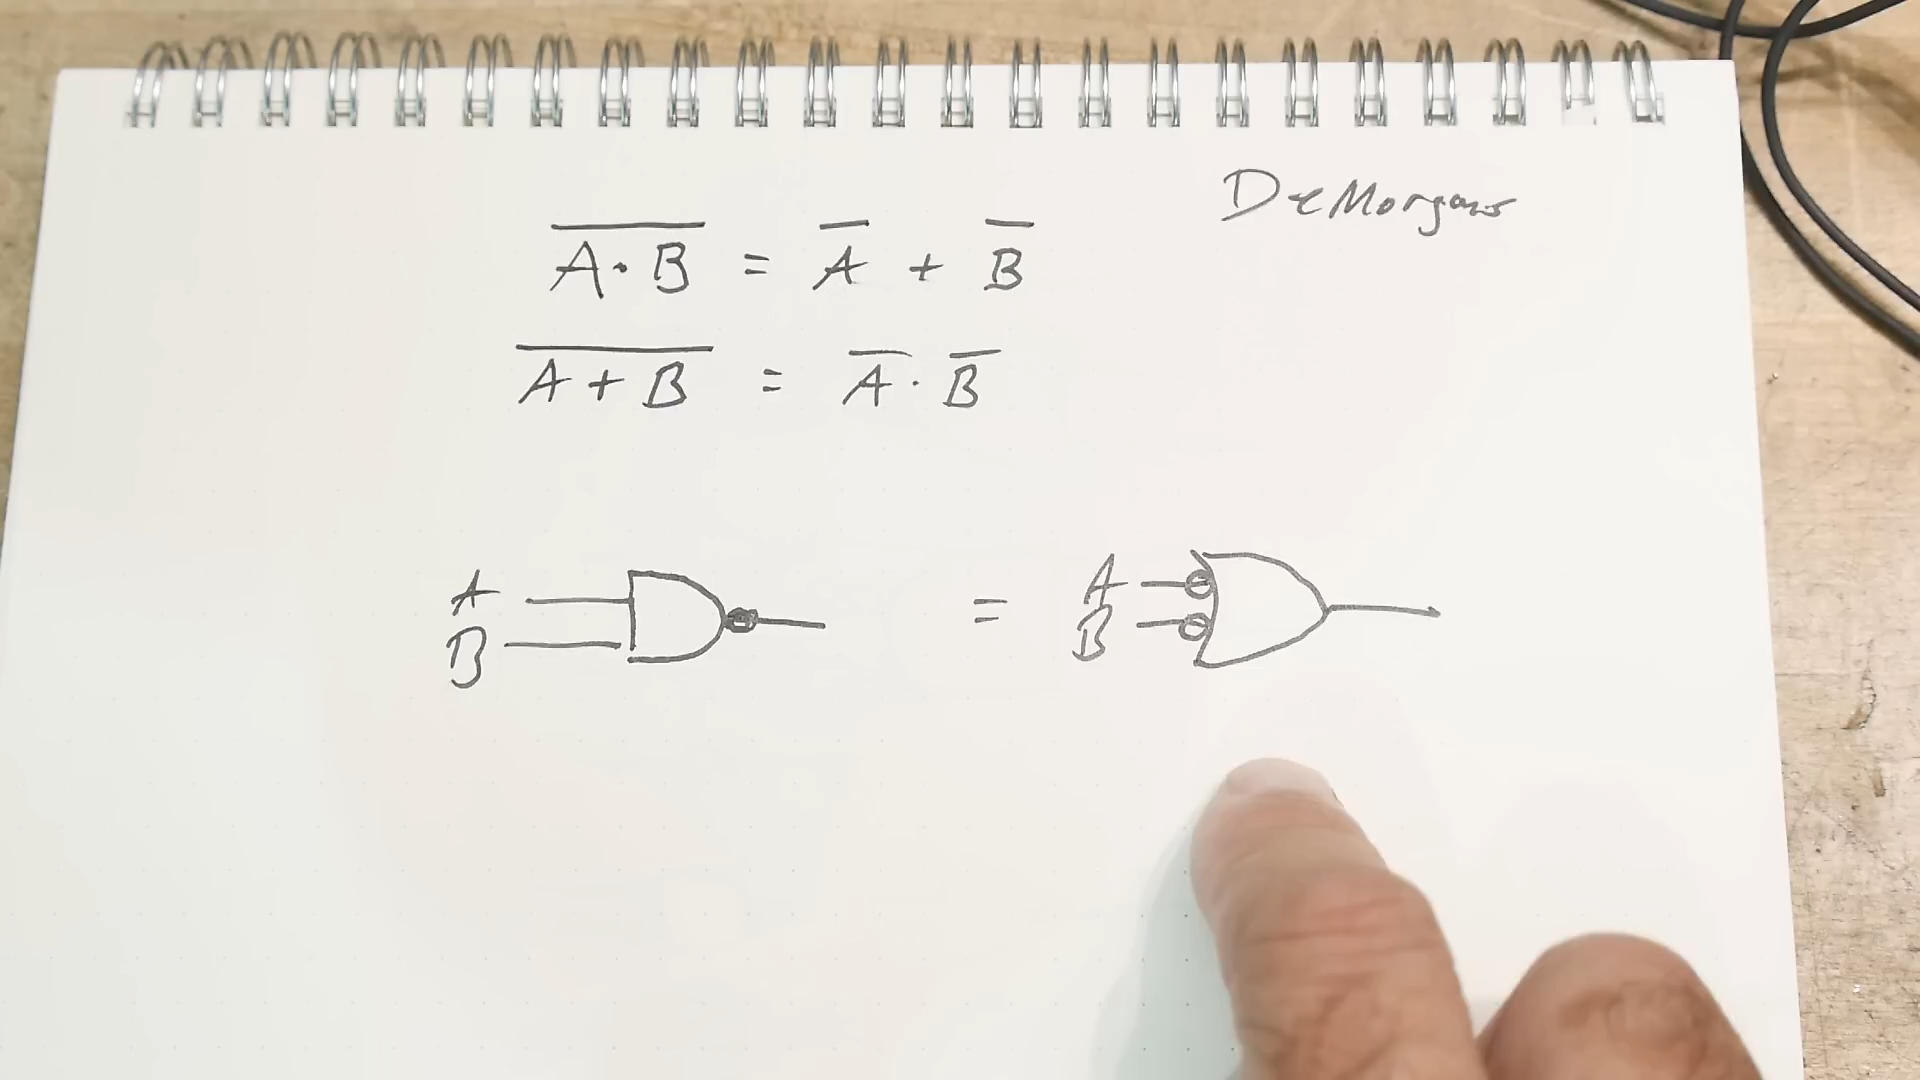 DeMorgans
A̅·̅B̅ = A̅ + B̅
A̅ ̅+̅ ̅B̅ = A̅ · B̅
A = A
B B